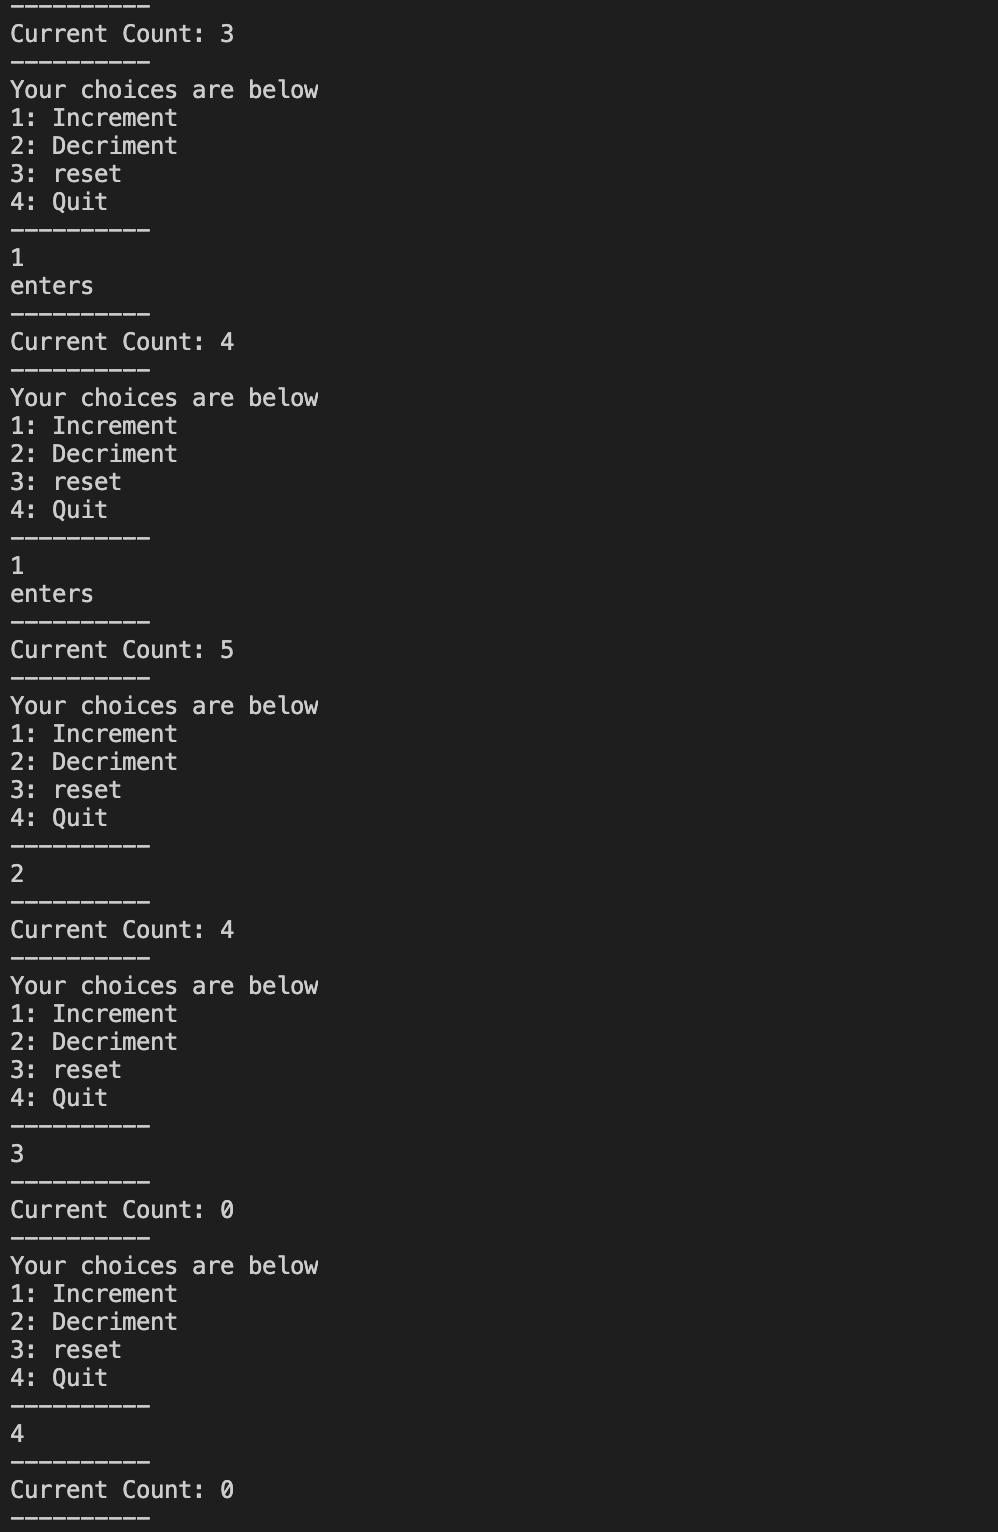 ----------
Current Count: 3
----------
Your choices are below
1: Increment
2: Decriment
3: reset
4: Quit
----------
1
enters
----------
Current Count: 4
----------
Your choices are below
1: Increment
2: Decriment
3: reset
4: Quit
----------
1
enters
----------
Current Count: 5
----------
Your choices are below
1: Increment
2: Decriment
3: reset
4: Quit
----------
2
----------
Current Count: 4
----------
Your choices are below
1: Increment
2: Decriment
3: reset
4: Quit
----------
3
----------
Current Count: 0
----------
Your choices are below
1: Increment
2: Decriment
3: reset
4: Quit
----------
4
----------
Current Count: 0
----------